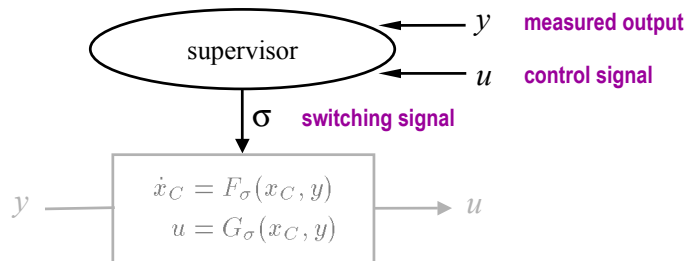 y measured output
supervisor
u control signal
σ switching signal
ẋ_C = F_σ(x_C, y)
y u
u = G_σ(x_C, y)